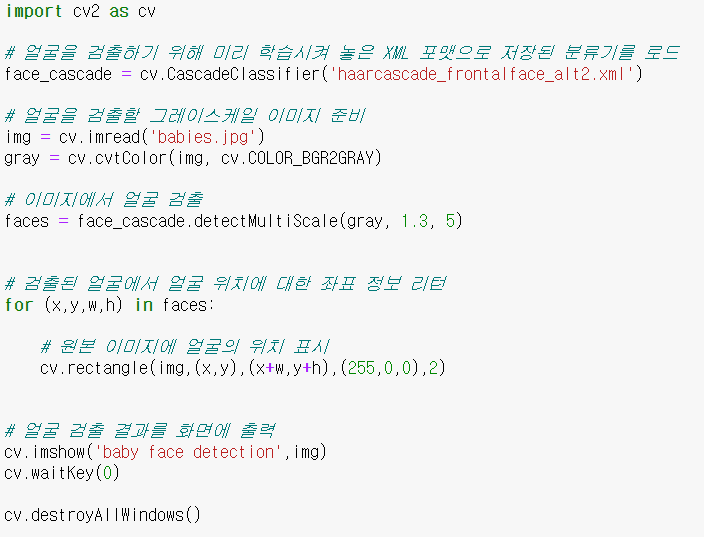 import cv2 as cv
# 얼굴을 검출하기 위해 미리 학습시켜 놓은 XML 포맷으로 저장된 분류기를 로드
face_cascade = cv.CascadeClassifier('haarcascade_frontalface_alt2.xml')
# 얼굴을 검출할 그레이스케일 이미지 준비
img = cv.imread('babies.jpg')
gray = cv.cvtColor(img, cv.COLOR_BGR2GRAY)
# 이미지에서 얼굴 검출
faces = face_cascade.detectMultiScale(gray, 1.3, 5)
# 검출된 얼굴에서 얼굴 위치에 대한 좌표 정보 리턴
for (x,y,w,h) in faces:
    # 원본 이미지에 얼굴의 위치 표시
    cv.rectangle(img,(x,y),(x+w,y+h),(255,0,0),2)
# 얼굴 검출 결과를 화면에 출력
cv.imshow('baby face detection',img)
cv.waitKey(0)
cv.destroyAllWindows()